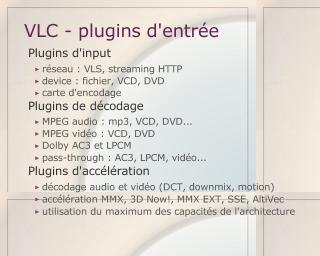 VLC - plugins d'entrée
Plugins d'input
réseau : VLS, streaming HTTP
device : fichier, VCD, DVD
carte d'encodage
Plugins de décodage
MPEG audio : mp3, VCD, DVD...
MPEG vidéo : VCD, DVD
Dolby AC3 et LPCM
pass-through : AC3, LPCM, vidéo...
Plugins d'accélération
décodage audio et vidéo (DCT, downmix, motion)
accélération MMX, 3D Now!, MMX EXT, SSE, AltiVec
utilisation du maximum des capacités de l'architecture